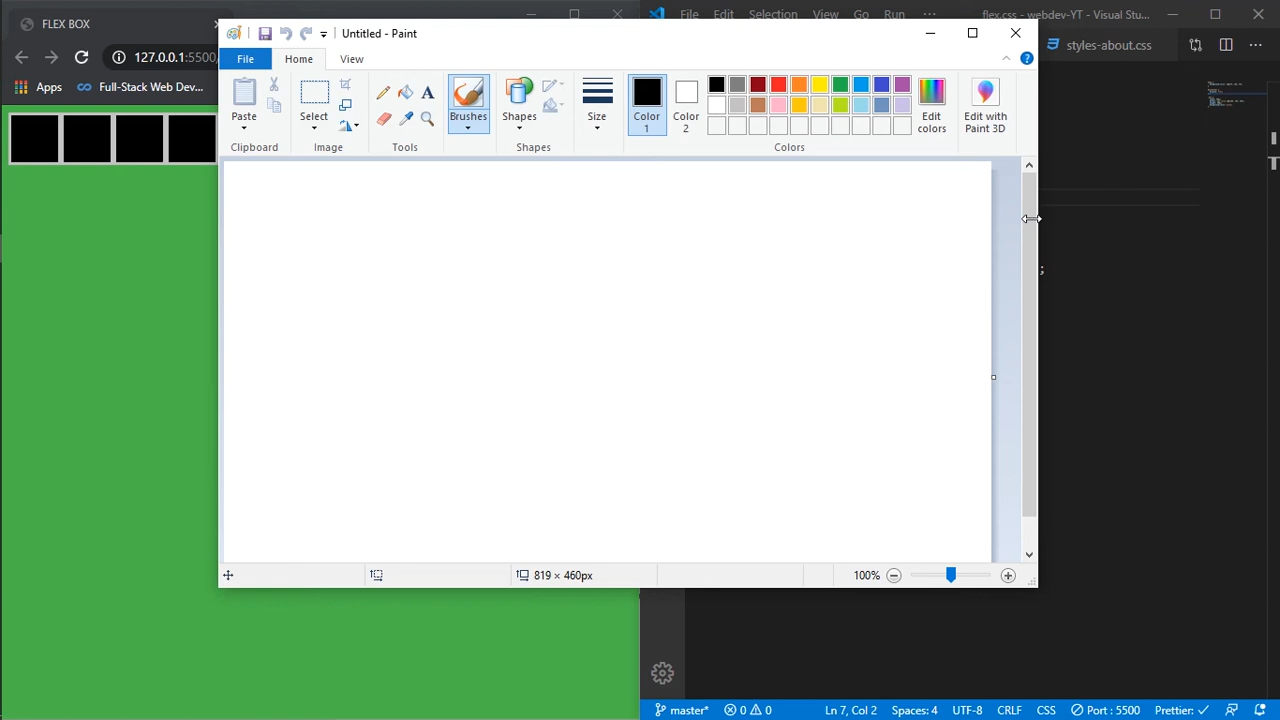 FLEX BOX
127.0.0.1:5500/
Apps
Full-Stack Web Dev...
File
Edit
Selection
View
Go
Run
...
flex.css - webdev-YT - Visual Stu...
styles-about.css
Untitled - Paint
File
Home
View
Paste
Clipboard
Select
Image
Tools
Brushes
Shapes
Shapes
Size
Color
1
Color
2
Colors
Edit
colors
Edit with
Paint 3D
;
819 × 460px
100%
master*
0
0
Ln 7, Col 2
Spaces: 4
UTF-8
CRLF
CSS
Port : 5500
Prettier: